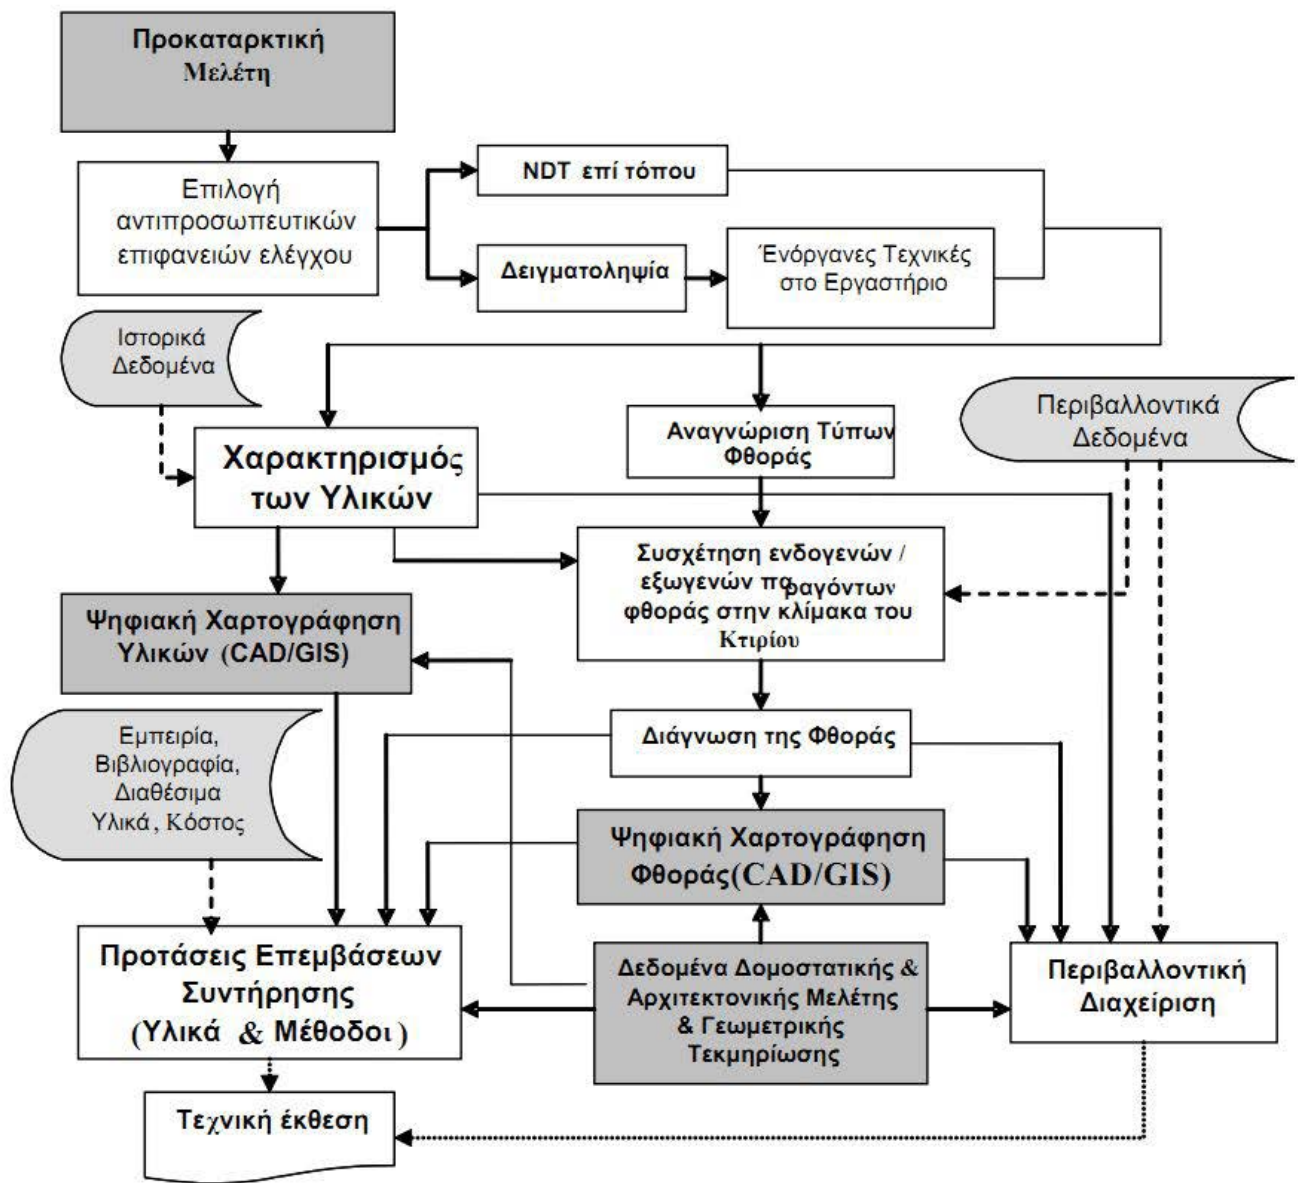 Προκαταρκτική
Μελέτη
Επιλογή
αντιπροσωπευτικών
επιφανειών ελέγχου
NDT επί τόπου
Δειγματοληψία
Ένόργανες Τεχνικές
στο Εργαστήριο
Ιστορικά
Δεδομένα
Περιβαλλοντικά
Δεδομένα
Αναγνώριση Τύπων
Φθοράς
Χαρακτηρισμός
των Υλικών
Συσχέτιση ενδογενών /
εξωγενών παραγόντων
φθοράς στην κλίμακα του
Κτιρίου
Ψηφιακή Χαρτογράφηση
Υλικών (CAD/GIS)
Εμπειρία,
Βιβλιογραφία,
Διαθέσιμα
Υλικά , Κόστος
Διάγνωση της Φθοράς
Ψηφιακή Χαρτογράφηση
Φθοράς(CAD/GIS)
Προτάσεις Επεμβάσεων
Συντήρησης
(Υλικά & Μέθοδοι )
Δεδομένα Δομοστατικής &
Αρχιτεκτονικής Μελέτης
& Γεωμετρικής
Τεκμηρίωσης
Περιβαλλοντική
Διαχείριση
Τεχνική έκθεση